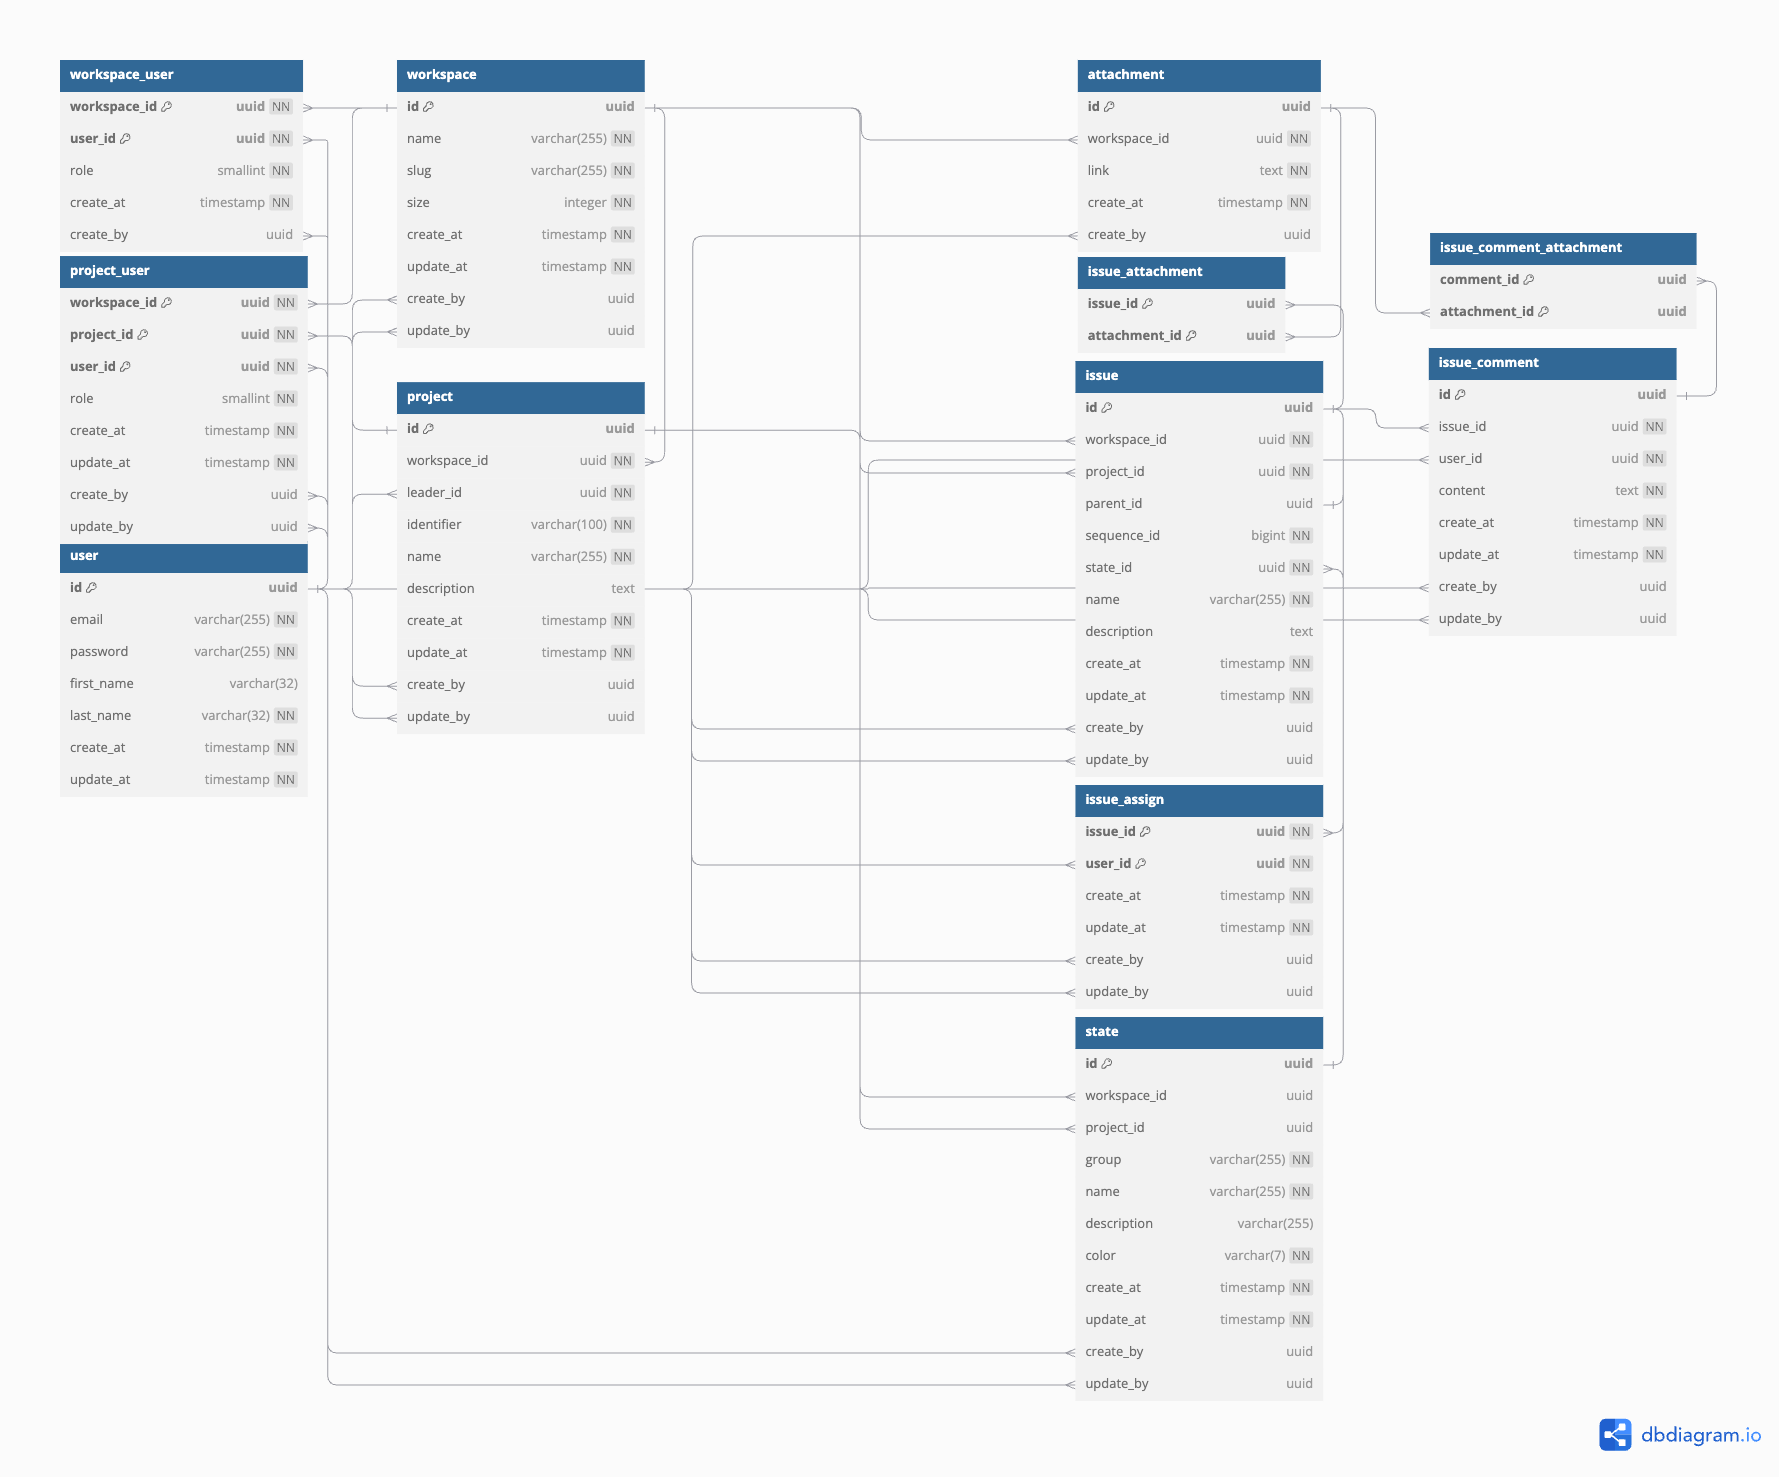 workspace_user
workspace_id uuid NN
user_id uuid NN
role smallint NN
create_at timestamp NN
create_by uuid
project_user
workspace_id uuid NN
project_id uuid NN
user_id uuid NN
role smallint NN
create_at timestamp NN
update_at timestamp NN
create_by uuid
update_by uuid
user
id uuid
email varchar(255) NN
password varchar(255) NN
first_name varchar(32)
last_name varchar(32) NN
create_at timestamp NN
update_at timestamp NN
workspace
id uuid
name varchar(255) NN
slug varchar(255) NN
size integer NN
create_at timestamp NN
update_at timestamp NN
create_by uuid
update_by uuid
project
id uuid
workspace_id uuid NN
leader_id uuid NN
identifier varchar(100) NN
name varchar(255) NN
description text
create_at timestamp NN
update_at timestamp NN
create_by uuid
update_by uuid
attachment
id uuid
workspace_id uuid NN
link text NN
create_at timestamp NN
create_by uuid
issue_attachment
issue_id uuid
attachment_id uuid
issue
id uuid
workspace_id uuid NN
project_id uuid NN
parent_id uuid
sequence_id bigint NN
state_id uuid NN
name varchar(255) NN
description text
create_at timestamp NN
update_at timestamp NN
create_by uuid
update_by uuid
issue_assign
issue_id uuid NN
user_id uuid NN
create_at timestamp NN
update_at timestamp NN
create_by uuid
update_by uuid
state
id uuid
workspace_id uuid
project_id uuid
group varchar(255) NN
name varchar(255) NN
description varchar(255)
color varchar(7) NN
create_at timestamp NN
update_at timestamp NN
create_by uuid
update_by uuid
issue_comment_attachment
comment_id uuid
attachment_id uuid
issue_comment
id uuid
issue_id uuid NN
user_id uuid NN
content text NN
create_at timestamp NN
update_at timestamp NN
create_by uuid
update_by uuid
dbdiagram.io